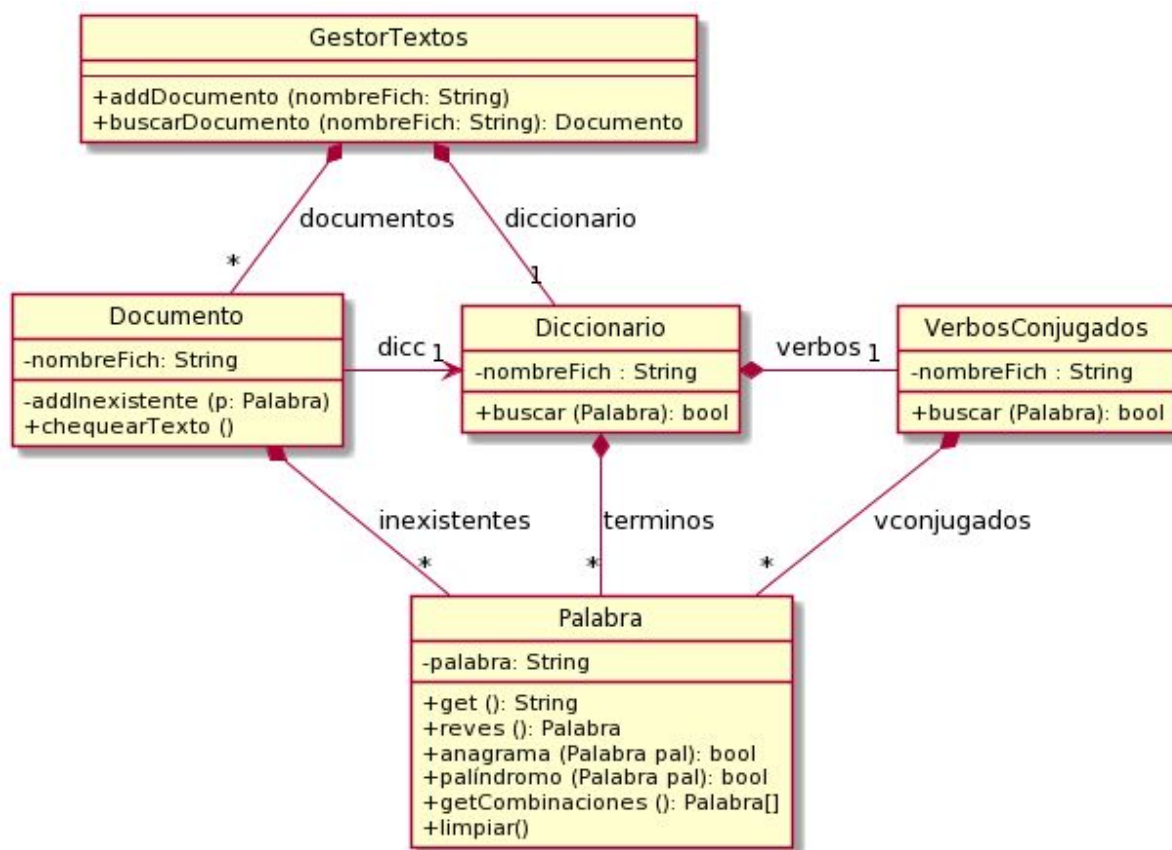 GestorTextos
+addDocumento (nombreFich: String)
+buscarDocumento (nombreFich: String): Documento
documentos
diccionario
*
1
Documento
-nombreFich: String
-addInexistente (p: Palabra)
+chequearTexto ()
dicc
1
Diccionario
-nombreFich : String
+buscar (Palabra): bool
verbos
1
VerbosConjugados
-nombreFich : String
+buscar (Palabra): bool
inexistentes
terminos
vconjugados
*
*
*
Palabra
-palabra: String
+get (): String
+reves (): Palabra
+anagrama (Palabra pal): bool
+palíndromo (Palabra pal): bool
+getCombinaciones (): Palabra[]
+limpiar()